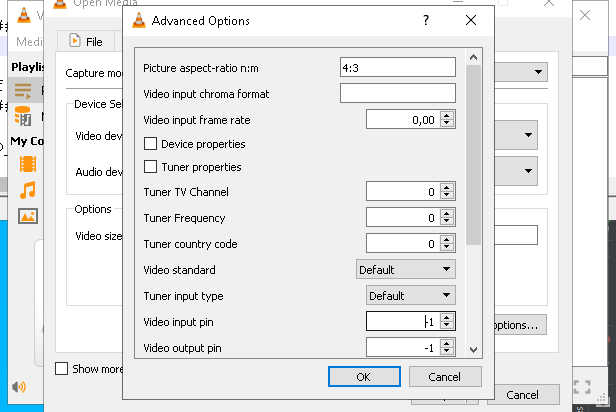 Open Media
Advanced Options
?
Media
File
Playlis
Capture mo
Device Sel
Video dev
Audio dev
My Co
Options
Video size
Picture aspect-ratio n:m
4:3
Video input chroma format
Video input frame rate
0,00
Device properties
Tuner properties
Tuner TV Channel
0
Tuner Frequency
0
Tuner country code
0
Video standard
Default
Tuner input type
Default
Video input pin
-1
options...
Video output pin
-1
Show more
OK
Cancel
Cancel